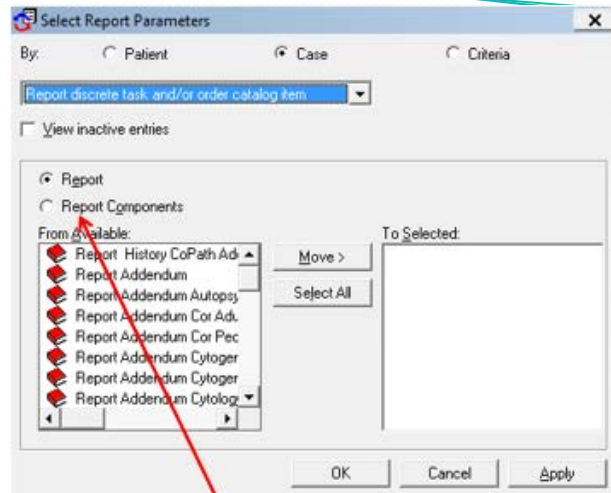 Select Report Parameters
By: Patient Case Criteria
Report discrete task and/or order catalog item
View inactive entries
Report
Report Components
From Available: To Selected:
Report History CoPath Ad
Report Addendum
Report Addendum Autopsy
Report Addendum Cor Adu
Report Addendum Cor Pec
Report Addendum Cytoger
Report Addendum Cytoger
Report Addendum Cytolog
Move >
Select All
OK Cancel Apply